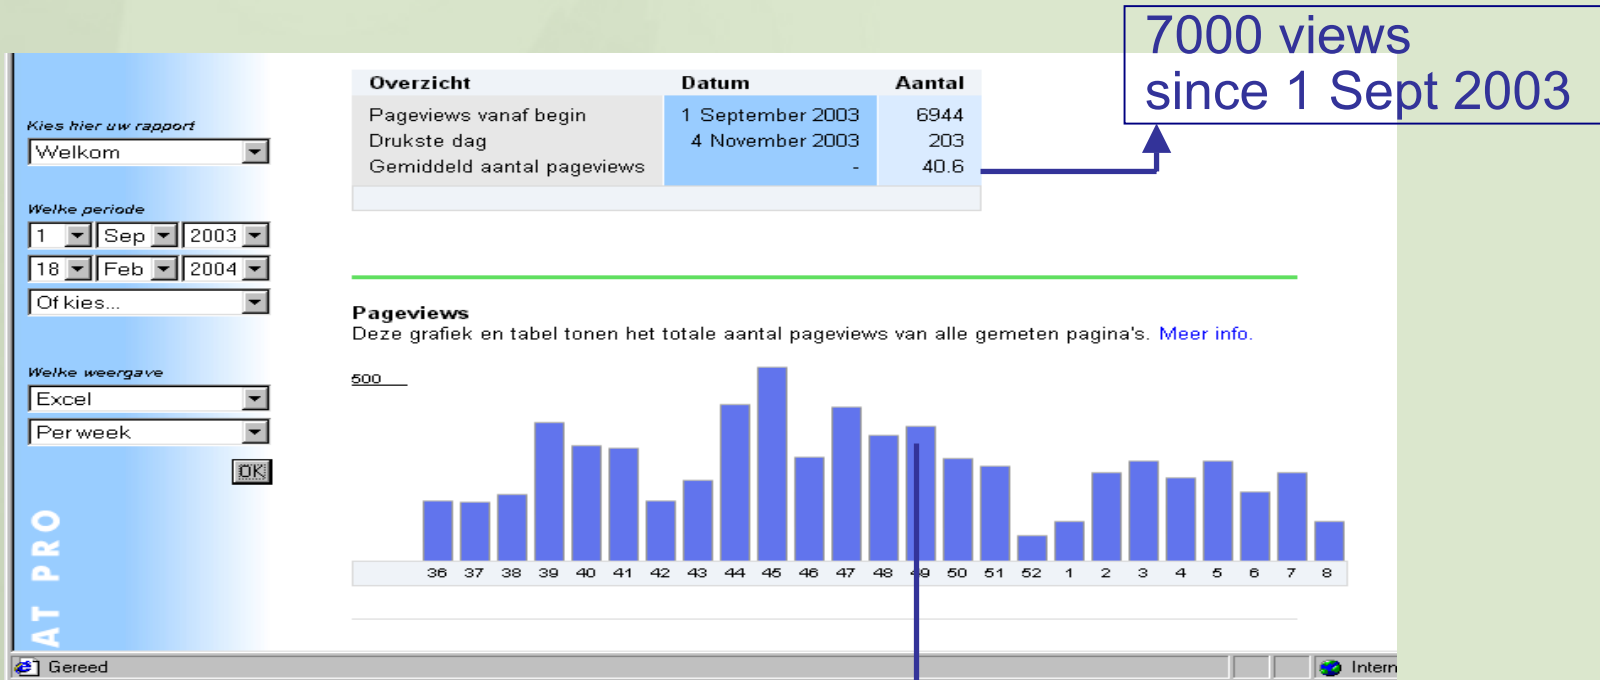 7000 views
since 1 Sept 2003
Overzicht Datum Aantal
Pageviews vanaf begin 1 September 2003 6944
Drukste dag 4 November 2003 203
Gemiddeld aantal pageviews - 40.6
Kies hier uw rapport
Welkom
Welke periode
1 Sep 2003
18 Feb 2004
Of kies...
Welke weergave
Excel
Per week
OK
AT PRO
Pageviews
Deze grafiek en tabel tonen het totale aantal pageviews van alle gemeten pagina's. Meer info.
500
36 37 38 39 40 41 42 43 44 45 46 47 48 49 50 51 52 1 2 3 4 5 6 7 8
Gereed
Intern